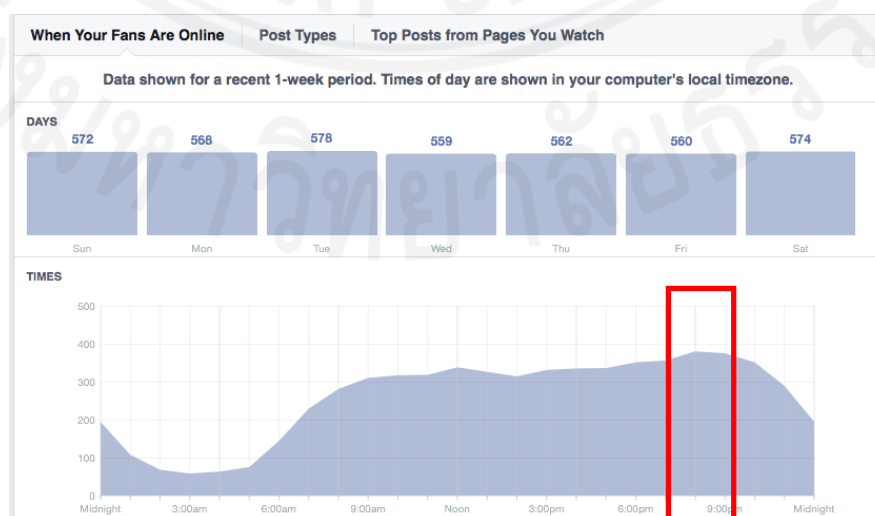 When Your Fans Are Online Post Types Top Posts from Pages You Watch
Data shown for a recent 1-week period. Times of day are shown in your computer's local timezone.
DAYS
572 568 578 559 562 560 574
Sun Mon Tue Wed Thu Fri Sat
TIMES
500
400
300
200
100
0
Midnight 3:00am 6:00am 9:00am Noon 3:00pm 6:00pm 9:00pm Midnight